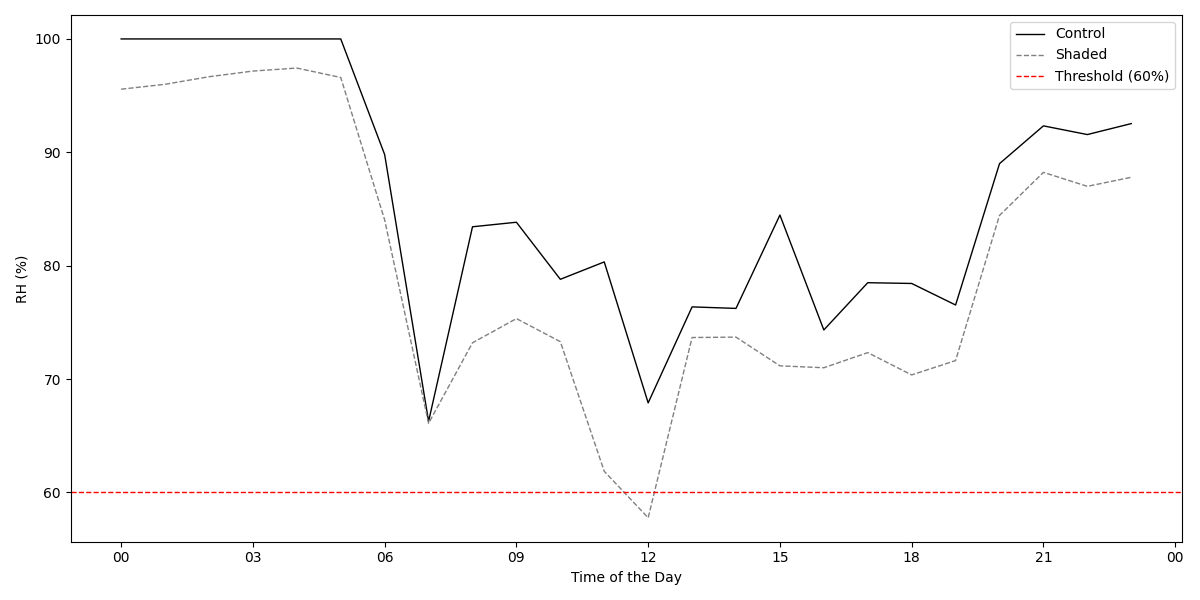 Control
Shaded
Threshold (60%)
100
90
80
70
60
RH (%)
00 03 06 09 12 15 18 21 00
Time of the Day